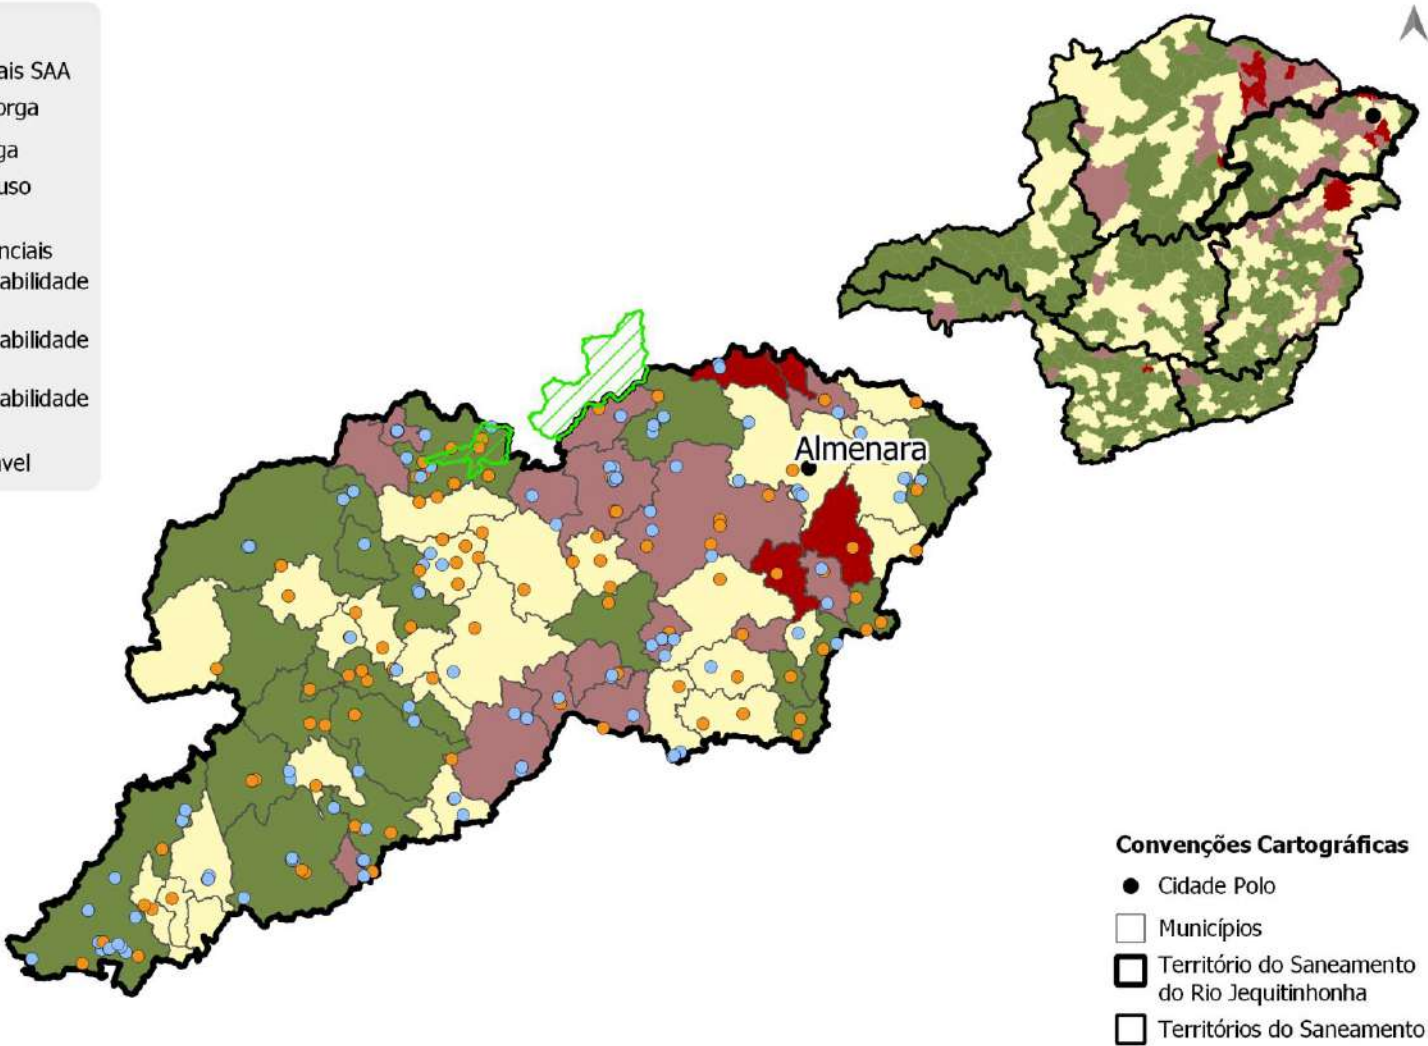 ais SAA
orga
ga
uso
nciais
abilidade
abilidade
abilidade
vel
Almenara
Convenções Cartográficas
Cidade Polo
Municípios
Território do Saneamento
do Rio Jequitinhonha
Territórios do Saneamento